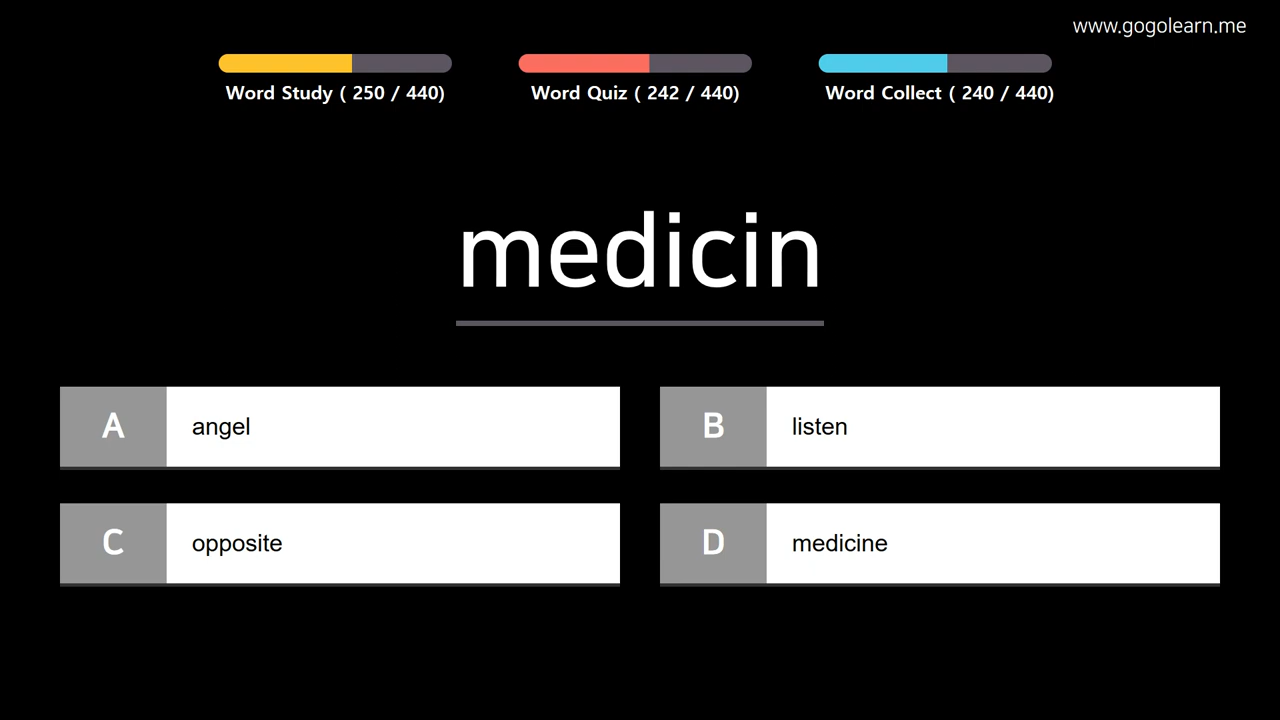 www.gogolearn.me
Word Study ( 250 / 440)
Word Quiz ( 242 / 440)
Word Collect ( 240 / 440)
medicin
A angel
B listen
C opposite
D medicine